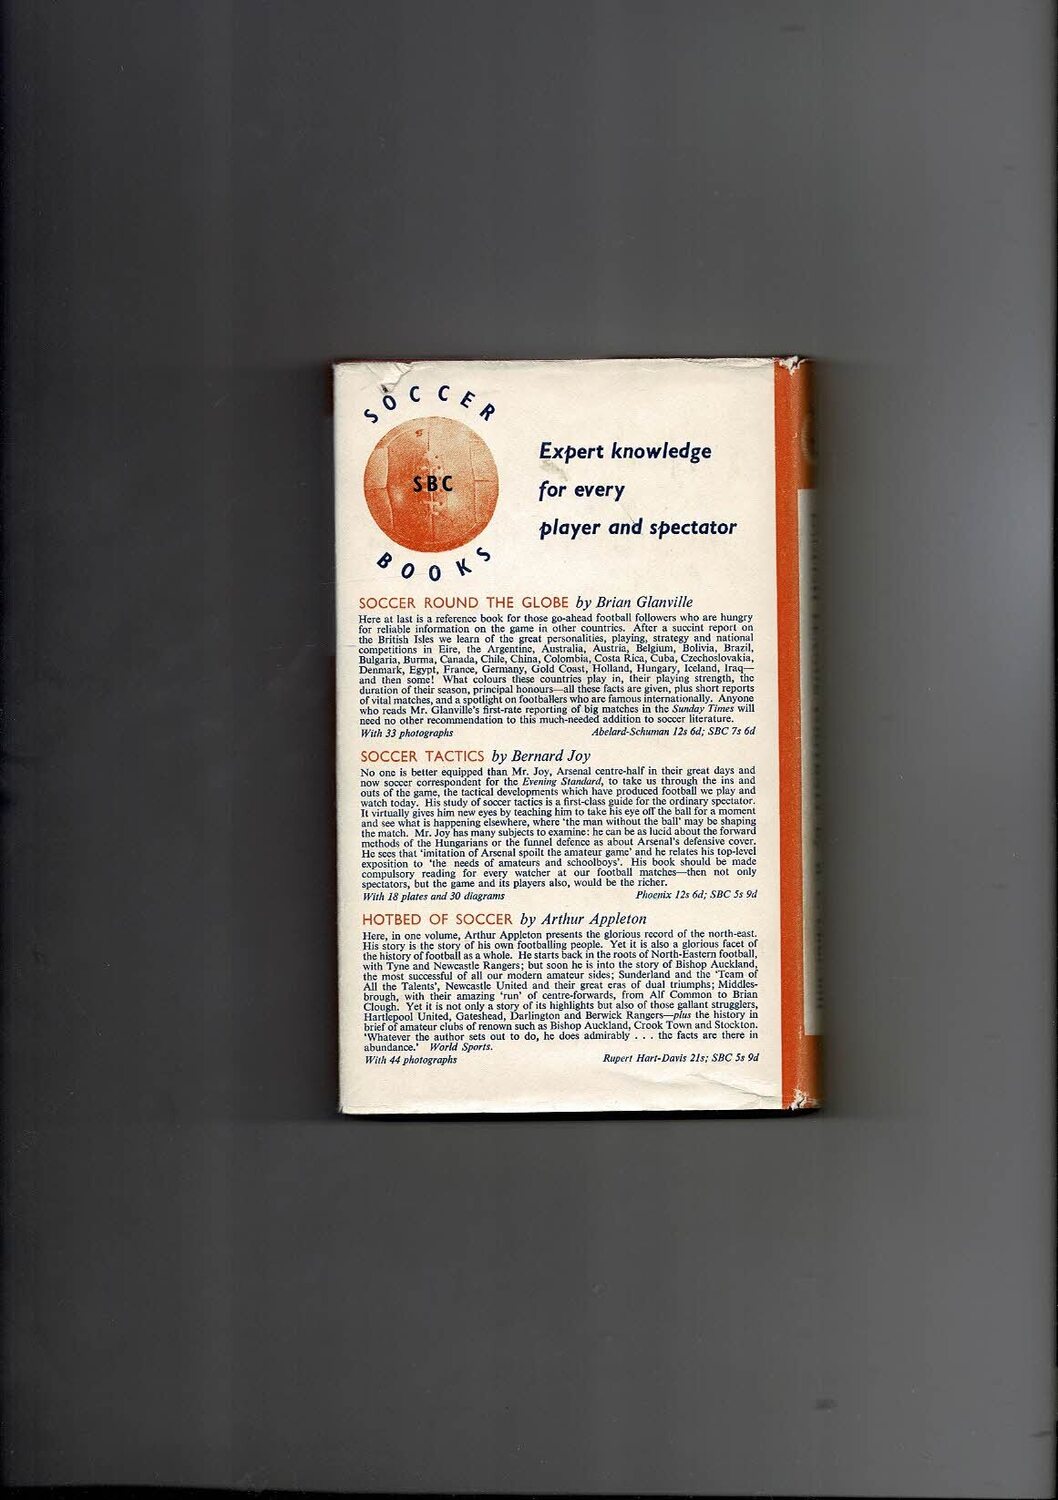 SOCCER
SBC
BOOKS
Expert knowledge
for every
player and spectator
SOCCER ROUND THE GLOBE by Brian Glanville
Here at last is a reference book for those go-ahead football followers who are hungry
for reliable information on the game in other countries. After a succint report on
the British Isles we learn of the great personalities, playing, strategy and national
competitions in Eire, the Argentine, Australia, Austria, Belgium, Bolivia, Brazil,
Bulgaria, Burma, Canada, Chile, China, Colombia, Costa Rica, Cuba, Czechoslovakia,
Denmark, Egypt, France, Germany, Gold Coast, Holland, Hungary, Iceland, Iraq—
and then some! What colours these countries play in, their playing strength, the
duration of their season, principal honours—all these facts are given, plus short reports
of vital matches, and a spotlight on footballers who are famous internationally. Anyone
who reads Mr. Glanville's first-rate reporting of big matches in the Sunday Times will
need no other recommendation to this much-needed addition to soccer literature.
With 33 photographs Abelard-Schuman 12s 6d; SBC 7s 6d
SOCCER TACTICS by Bernard Joy
No one is better equipped than Mr. Joy, Arsenal centre-half in their great days and
now soccer correspondent for the Evening Standard, to take us through the ins and
outs of the game, the tactical developments which have produced football we play and
watch today. His study of soccer tactics is a first-class guide for the ordinary spectator.
It virtually gives him new eyes by teaching him to take his eye off the ball for a moment
and see what is happening elsewhere, where 'the man without the ball' may be shaping
the match. Mr. Joy has many subjects to examine: he can be as lucid about the forward
methods of the Hungarians or the funnel defence as about Arsenal's defensive cover.
He sees that 'imitation of Arsenal spoilt the amateur game' and he relates his top-level
exposition to 'the needs of amateurs and schoolboys'. His book should be made
compulsory reading for every watcher at our football matches—then not only
spectators, but the game and its players also, would be the richer.
With 18 plates and 30 diagrams Phoenix 12s 6d; SBC 5s 9d
HOTBED OF SOCCER by Arthur Appleton
Here, in one volume, Arthur Appleton presents the glorious record of the north-east.
His story is the story of his own footballing people. Yet it is also a glorious facet of
the history of football as a whole. He starts back in the roots of North-Eastern football,
with Tyne and Newcastle Rangers; but soon he is into the story of Bishop Auckland,
the most successful of all our modern amateur sides; Sunderland and the 'Team of
All the Talents', Newcastle United and their great eras of dual triumphs; Middles-
brough, with their amazing 'run' of centre-forwards, from Alf Common to Brian
Clough. Yet it is not only a story of its highlights but also of those gallant strugglers,
Hartlepool United, Gateshead, Darlington and Berwick Rangers—plus the history in
brief of amateur clubs of renown such as Bishop Auckland, Crook Town and Stockton.
'Whatever the author sets out to do, he does admirably . . . the facts are there in
abundance.' World Sports.
With 44 photographs Rupert Hart-Davis 21s; SBC 5s 9d